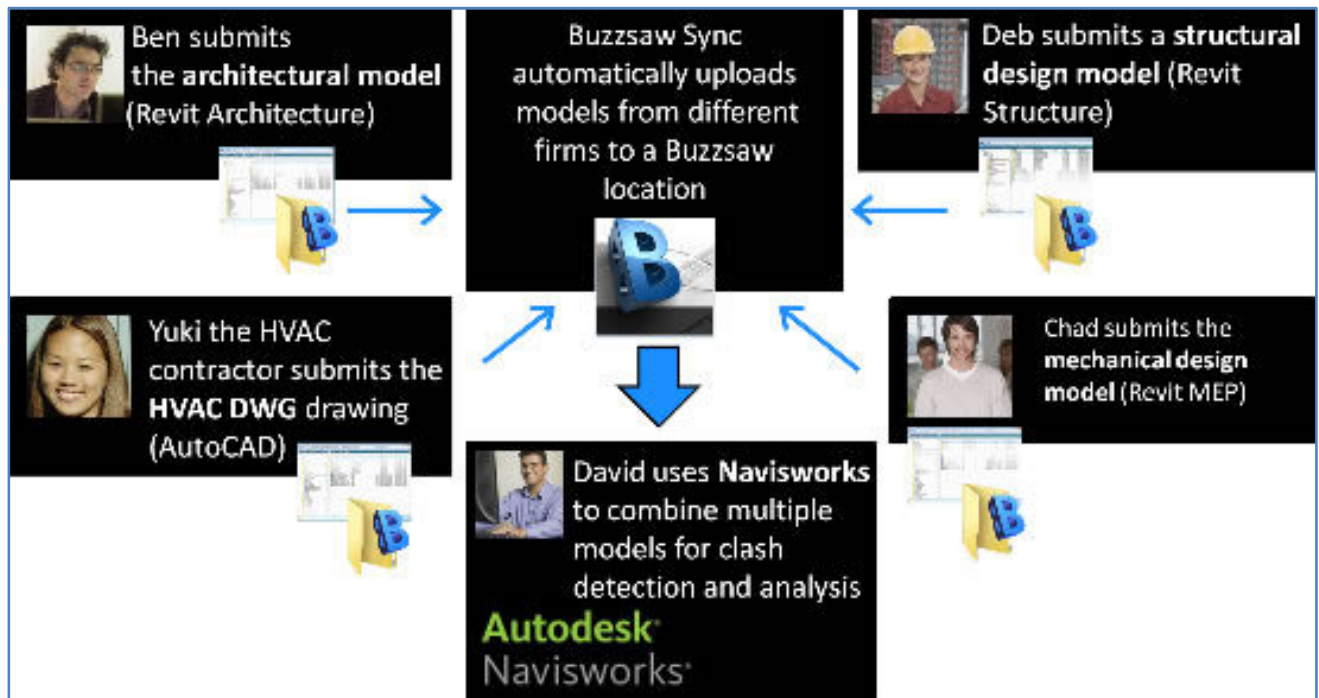 Ben submits
the architectural model
(Revit Architecture)
Buzzsaw Sync
automatically uploads
models from different
firms to a Buzzsaw
location
Deb submits a structural
design model (Revit
Structure)
Yuki the HVAC
contractor submits the
HVAC DWG drawing
(AutoCAD)
Chad submits the
mechanical design
model (Revit MEP)
David uses Navisworks
to combine multiple
models for clash
detection and analysis
Autodesk®
Navisworks®